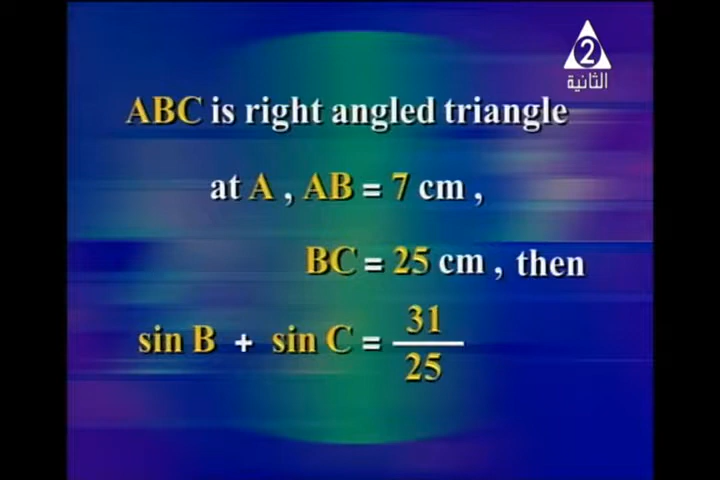 2
الثانية
ABC is right angled triangle
at A , AB = 7 cm ,
BC = 25 cm , then
sin B + sin C = 31/25